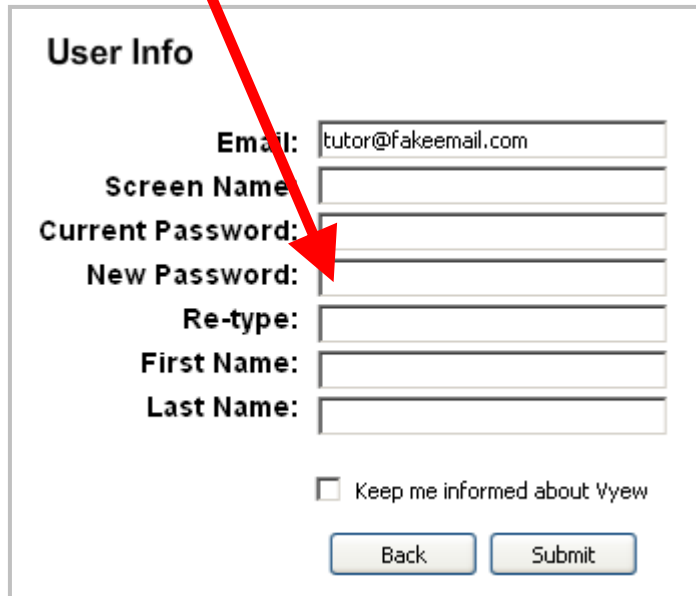 User Info
Email: tutor@fakeemail.com
Screen Name:
Current Password:
New Password:
Re-type:
First Name:
Last Name:
Keep me informed about Vyew
Back Submit